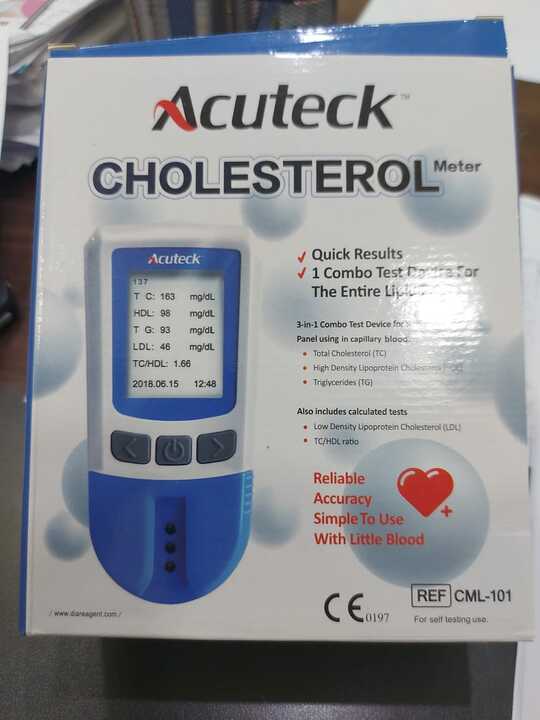 Acuteck™
CHOLESTEROL Meter
✓ Quick Results
✓ 1 Combo Test Device For
The Entire
3-in-1 Combo Test Device for
Panel using in capillary blood.
• Total Cholesterol (TC)
• High Density Lipoprotein Cholesterol
• Triglycerides (TG)
Also includes calculated tests
• Low Density Lipoprotein Cholesterol (LDL)
• TC/HDL ratio
Reliable
Accuracy
Simple To Use
With Little Blood
Acuteck
137
T C: 163 mg/dL
HDL: 98 mg/dL
T G: 93 mg/dL
LDL: 46 mg/dL
TC/HDL: 1.66
2018.06.15 12:48
/ www.diareagent.com /
CE 0197
REF CML-101
For self testing use.